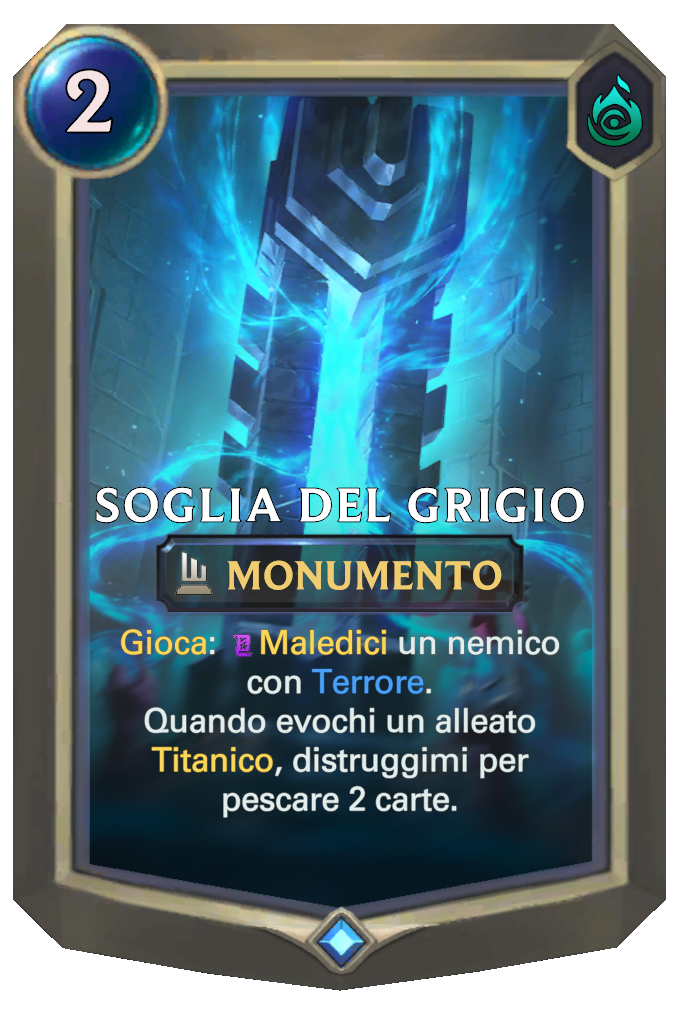 2
SOGLIA DEL GRIGIO
MONUMENTO
Gioca: Maledici un nemico
con Terrore.
Quando evochi un alleato
Titanico, distruggimi per
pescare 2 carte.